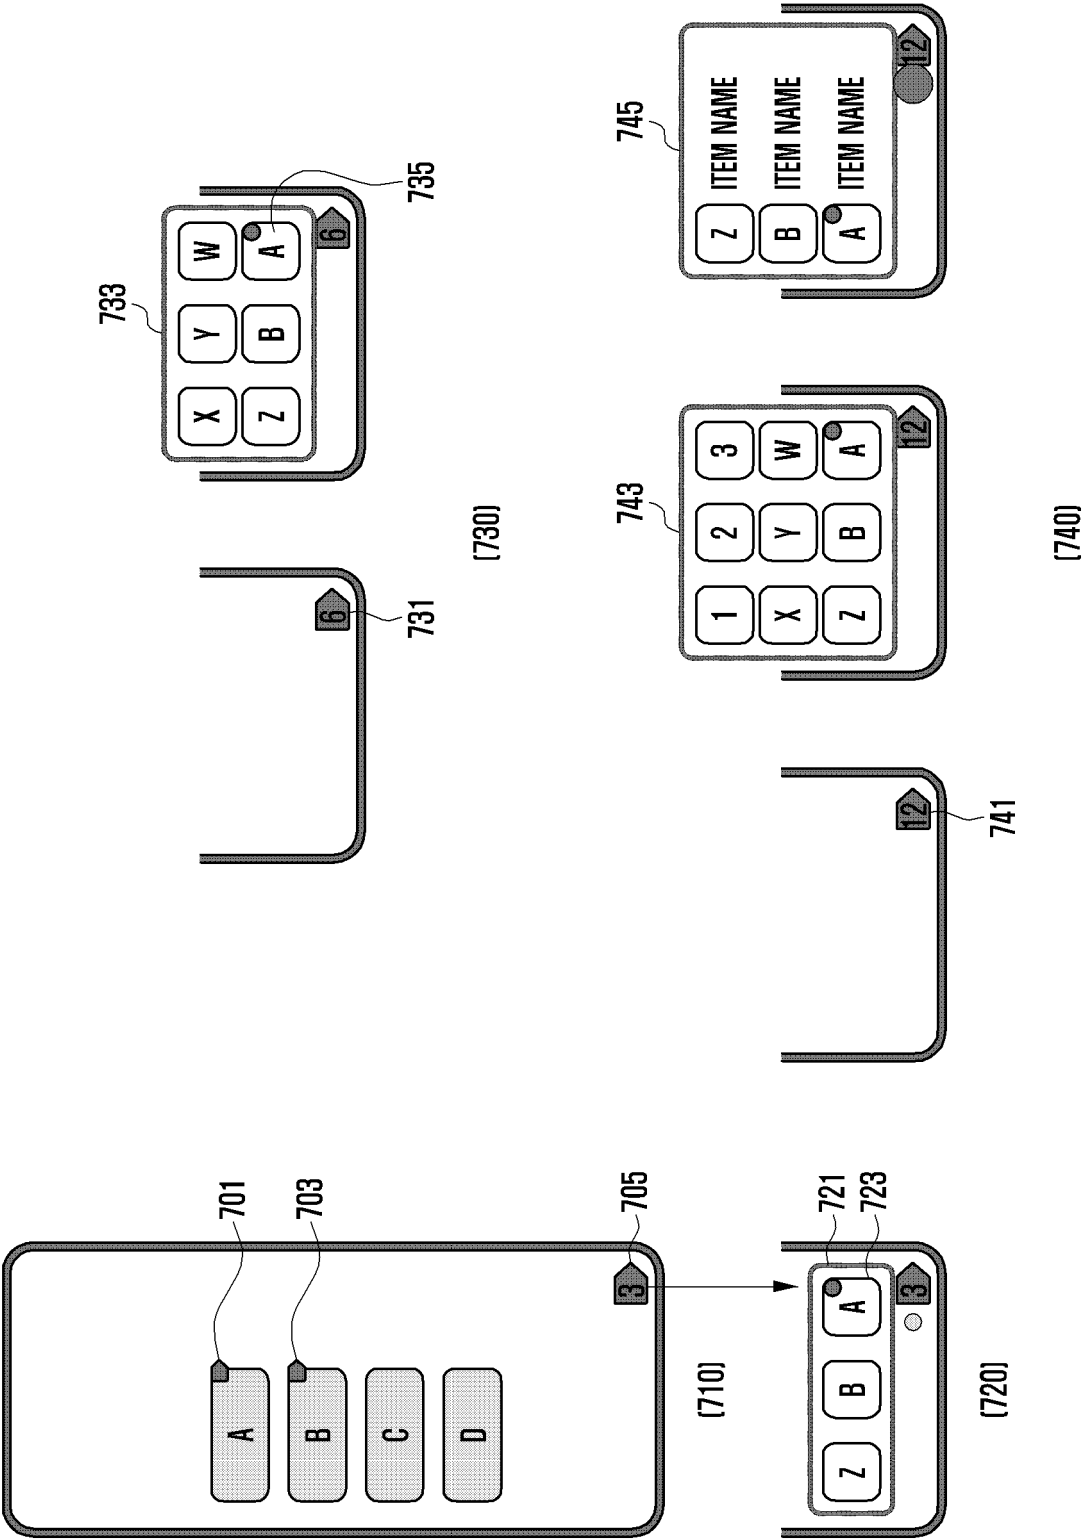 A 701
B 703
C
D
3 705
(710)
721
Z B A 723
3
(720)
733
X Y W
Z B A
6 6
731 735
(730)
743
1 2 3
X Y W
Z B A
745
Z ITEM NAME
B ITEM NAME
A ITEM NAME
12 12 12
741
(740)